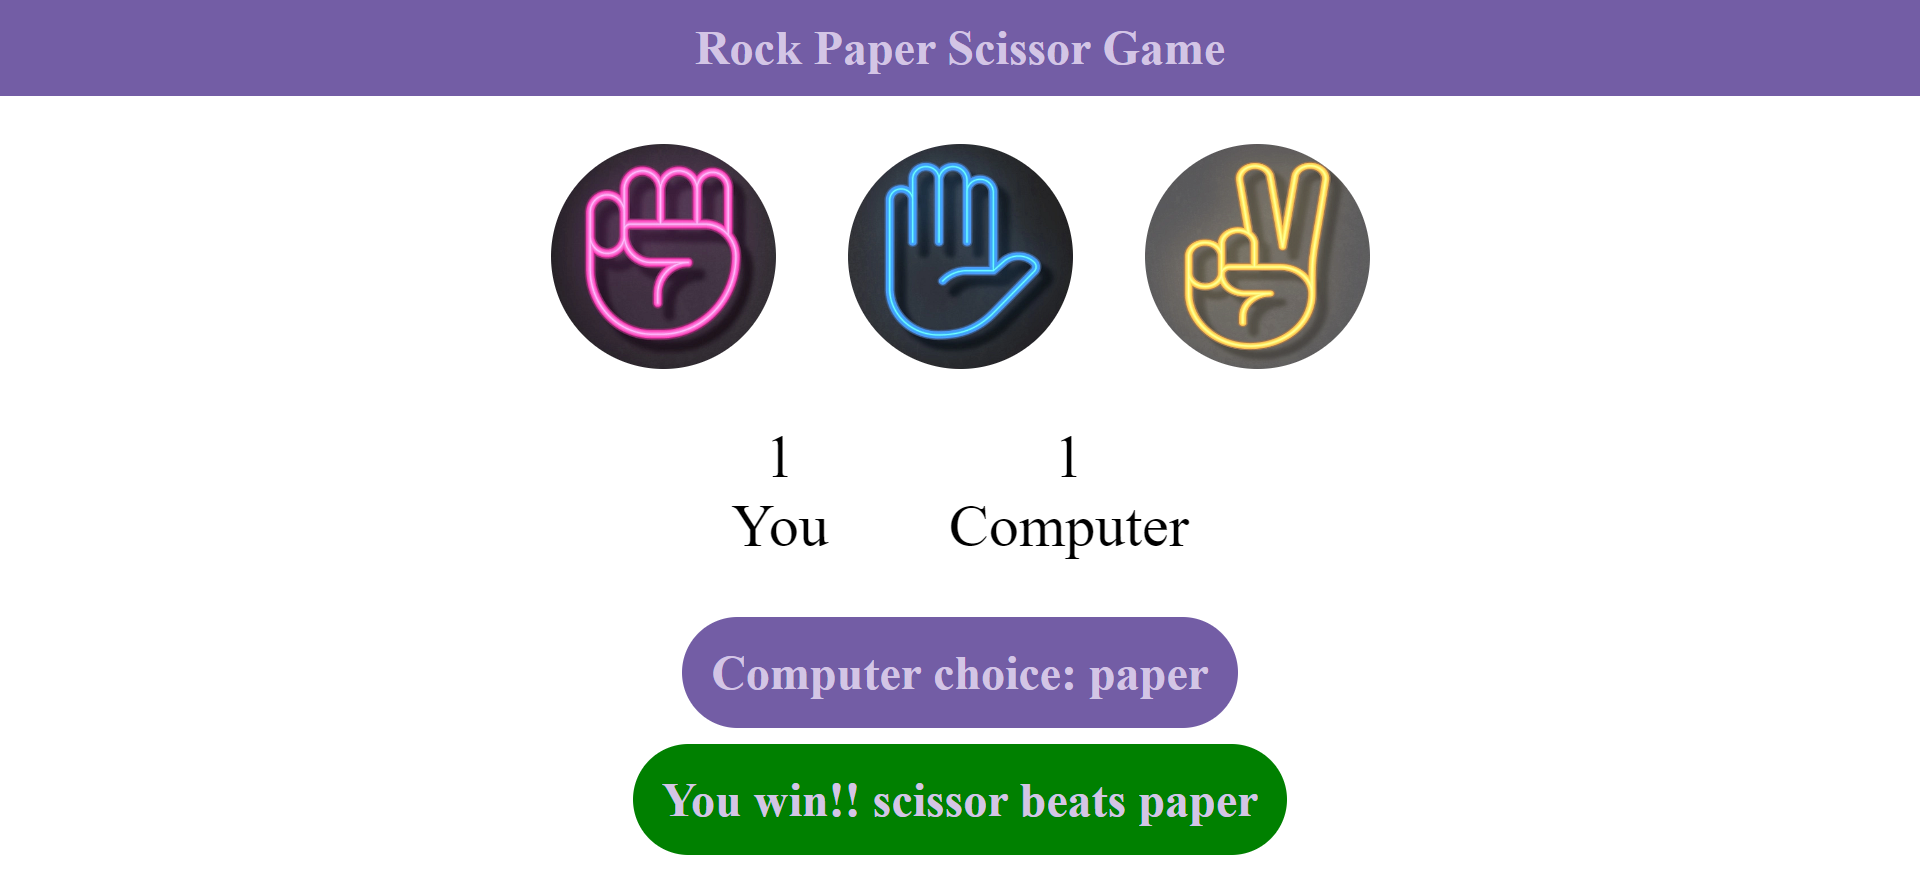 Rock Paper Scissor Game
1
1
You
Computer
Computer choice: paper
You win!! scissor beats paper